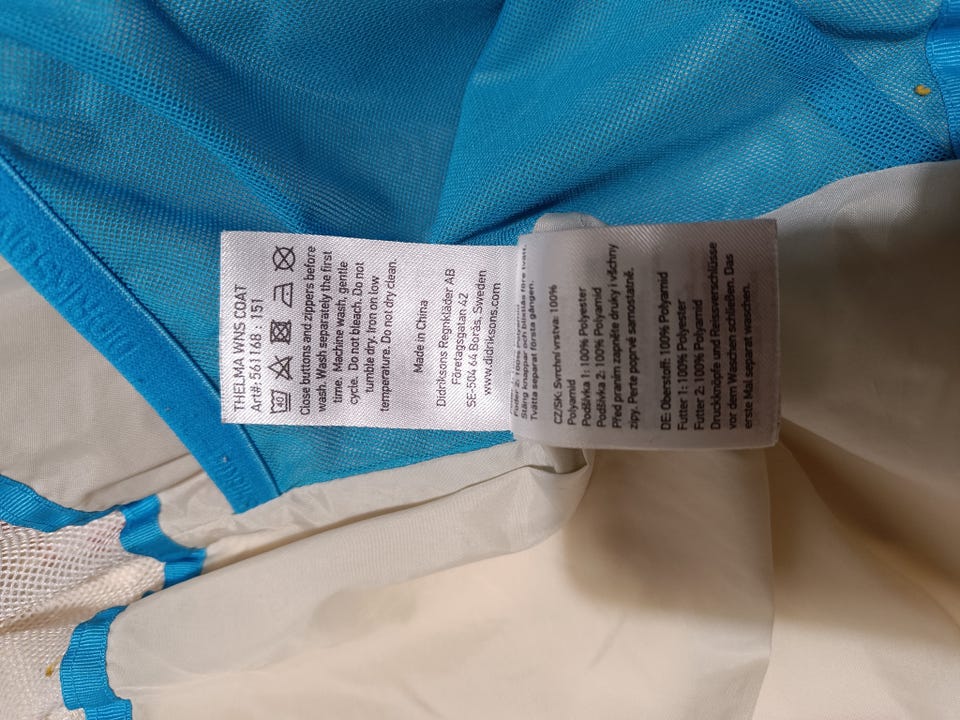 THELMA WNS COAT
Art#:561168 : 151
Close buttons and zippers before
wash. Wash separately the first
time. Machine wash, gentle
cycle. Do not bleach. Do not
tumble dry. Iron on low
temperature. Do not dry clean.
Made in China
Didriksons Regnkläder AB
Företagsgatan 42
SE-504 64 Borås, Sweden
www.didriksons.com
Stäng knappar och blixtlås före tvätt.
Tvätta separat första gången.
CZ/SK: Svrchní vrstva: 100%
Polyamid
Podšívka 1: 100% Polyester
Podšívka 2: 100% Polyamid
Před praním zapněte druky i všchny
zipy. Perte poprvé samostatně.
DE: Oberstoff: 100% Polyamid
Futter 1: 100% Polyester
Futter 2: 100% Polyamid
Druckknöpfe und Reissverschlüsse
vor dem Waschen schließen. Das
erste Mal separat waschen.